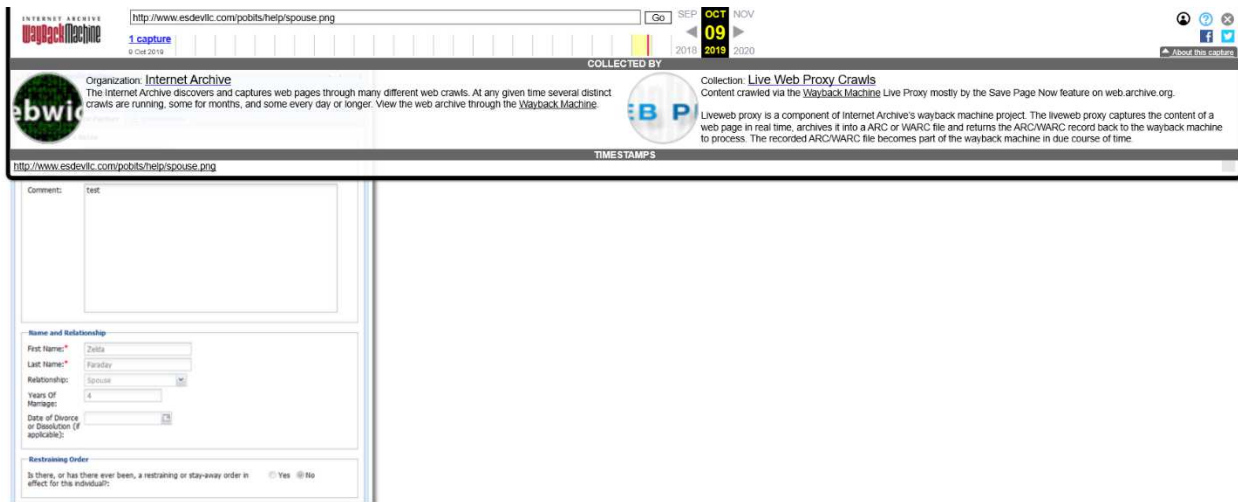 INTERNET ARCHIVE
WayBackMachine
http://www.esdevllc.com/pobits/help/spouse.png
Go
SEP OCT NOV
09
2018 2019 2020
1 capture
9 Oct 2019
About this capture
COLLECTED BY
ebwid
Organization: Internet Archive
The Internet Archive discovers and captures web pages through many different web crawls. At any given time several distinct
crawls are running, some for months, and some every day or longer. View the web archive through the Wayback Machine.
EB P
Collection: Live Web Proxy Crawls
Content crawled via the Wayback Machine Live Proxy mostly by the Save Page Now feature on web.archive.org.
Liveweb proxy is a component of Internet Archive's wayback machine project. The liveweb proxy captures the content of a
web page in real time, archives it into a ARC or WARC file and returns the ARC/WARC record back to the wayback machine
to process. The recorded ARC/WARC file becomes part of the wayback machine in due course of time.
TIMESTAMPS
http://www.esdevllc.com/pobits/help/spouse.png
Comment: test
Name and Relationship
First Name:* Zelda
Last Name:* Faraday
Relationship: Spouse
Years Of
Marriage: 4
Date of Divorce
or Dissolution (if
applicable):
Restraining Order
Is there, or has there ever been, a restraining or stay-away order in
effect for this individual?: Yes No